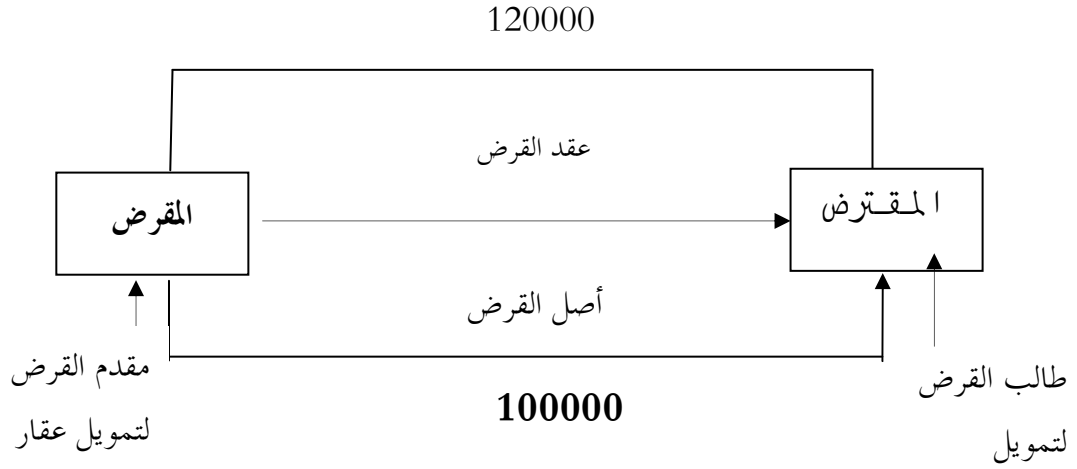 120000
عقد القرض
المقترض
المقرض
أصل القرض
100000
طالب القرض
لتمويل
مقدم القرض
لتمويل عقار